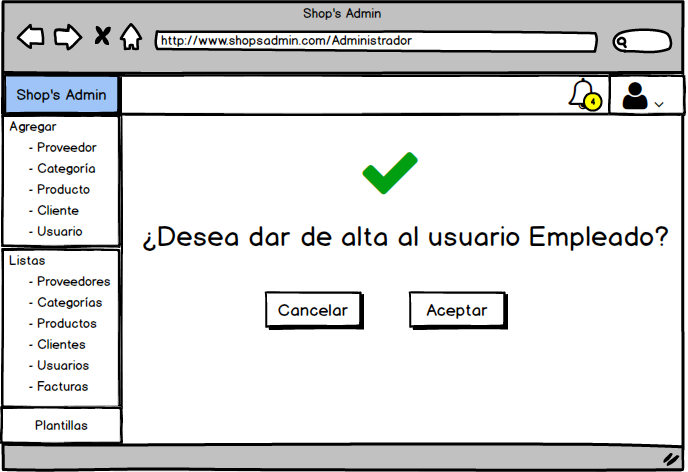 Shop's Admin
http://www.shopsadmin.com/Administrador
Shop's Admin
4
Agregar
- Proveedor
- Categoría
- Producto
- Cliente
- Usuario
Listas
- Proveedores
- Categorías
- Productos
- Clientes
- Usuarios
- Facturas
Plantillas
¿Desea dar de alta al usuario Empleado?
Cancelar
Aceptar